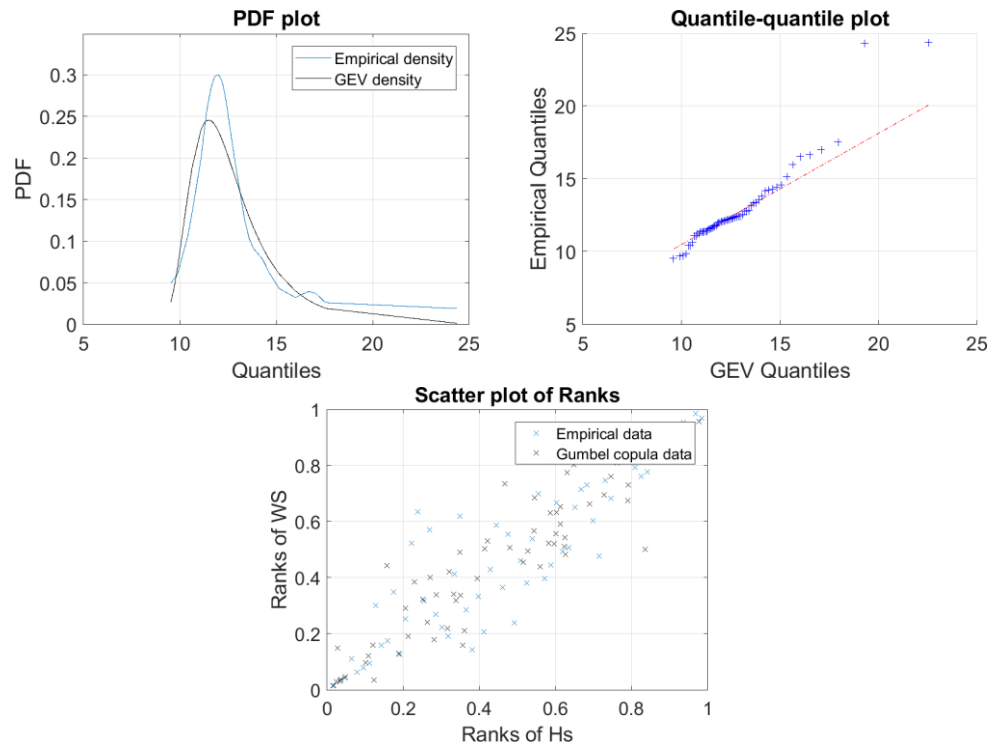 PDF plot
Empirical density
GEV density
PDF
0.3
0.25
0.2
0.15
0.1
0.05
0
5
10
15
20
25
Quantiles
Quantile-quantile plot
Empirical Quantiles
25
20
15
10
5
5
10
15
20
25
GEV Quantiles
Scatter plot of Ranks
Empirical data
Gumbel copula data
Ranks of WS
1
0.8
0.6
0.4
0.2
0
0
0.2
0.4
0.6
0.8
1
Ranks of Hs